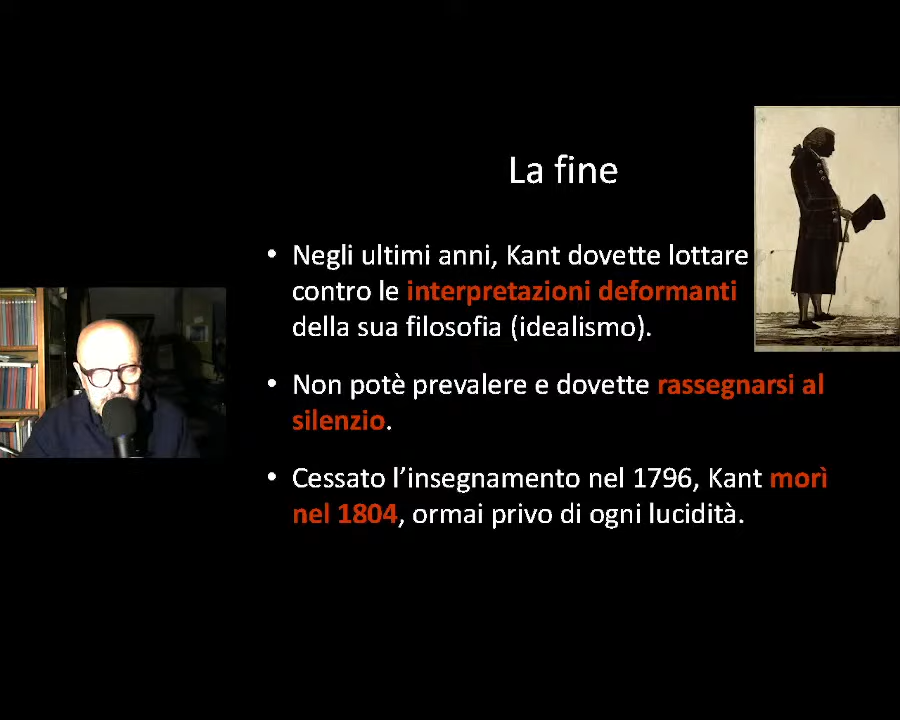 La fine
• Negli ultimi anni, Kant dovette lottare
contro le interpretazioni deformanti
della sua filosofia (idealismo).
• Non potè prevalere e dovette rassegnarsi al
silenzio.
• Cessato l’insegnamento nel 1796, Kant morì
nel 1804, ormai privo di ogni lucidità.